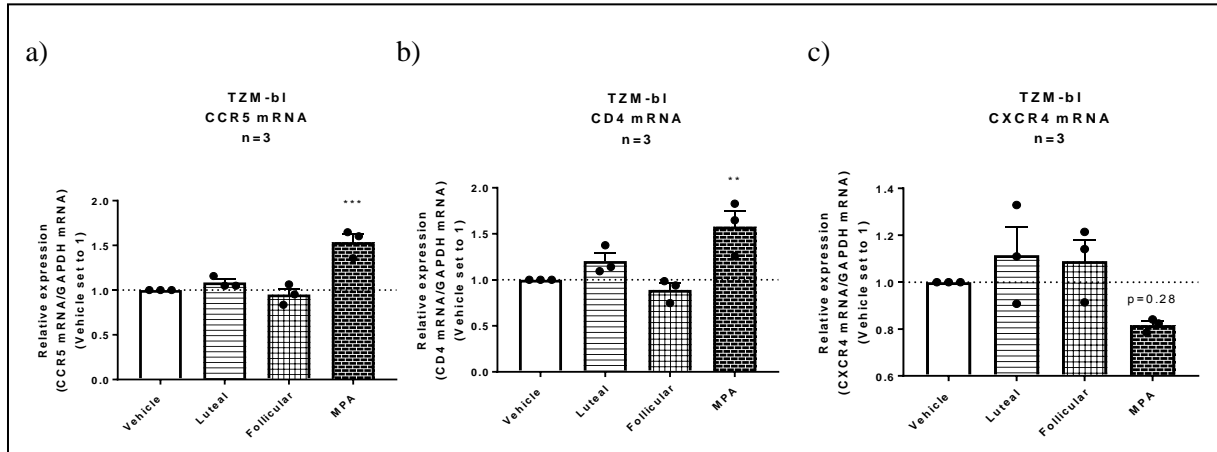 a)
TZM-bl
CCR5 mRNA
n=3
Relative expression
(CCR5 mRNA/GAPDH mRNA)
(Vehicle set to 1)
2.0
1.5
1.0
0.5
0.0
***
Vehicle
Luteal
Follicular
MPA
b)
TZM-bl
CD4 mRNA
n=3
Relative expression
(CD4 mRNA/GAPDH mRNA)
(Vehicle set to 1)
2.0
1.5
1.0
0.5
0.0
**
Vehicle
Luteal
Follicular
MPA
c)
TZM-bl
CXCR4 mRNA
n=3
Relative expression
(CXCR4 mRNA/GAPDH mRNA)
(Vehicle set to 1)
1.4
1.2
1.0
0.8
0.6
p=0.28
Vehicle
Luteal
Follicular
MPA